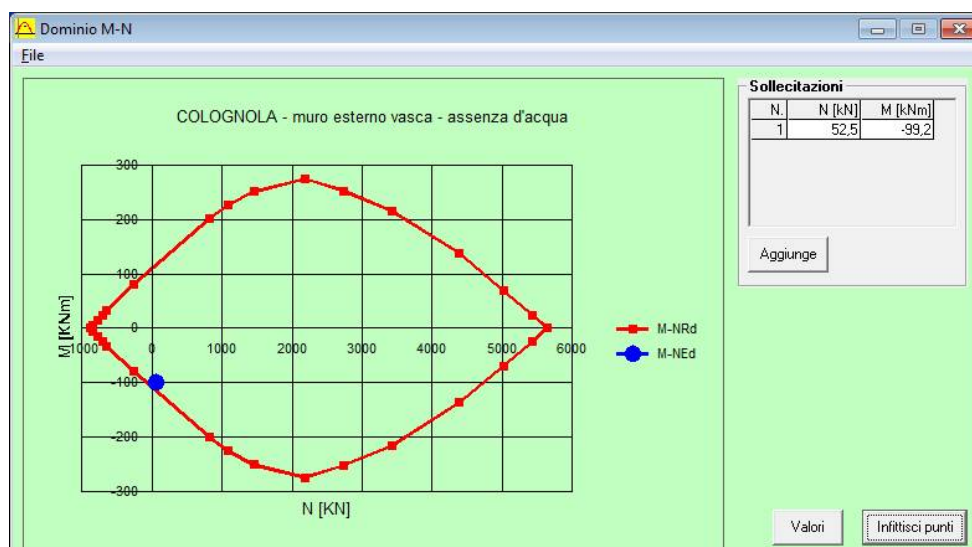 Dominio M-N
File
COLOGNOLA - muro esterno vasca - assenza d'acqua
300
200
100
0
-100
-200
-300
M [KNm]
-1000 0 1000 2000 3000 4000 5000 6000
N [KN]
M-NRd
M-NEd
Sollecitazioni
N. N [kN] M [kNm]
1 52,5 -99,2
Aggiunge
Valori
Infittisci punti